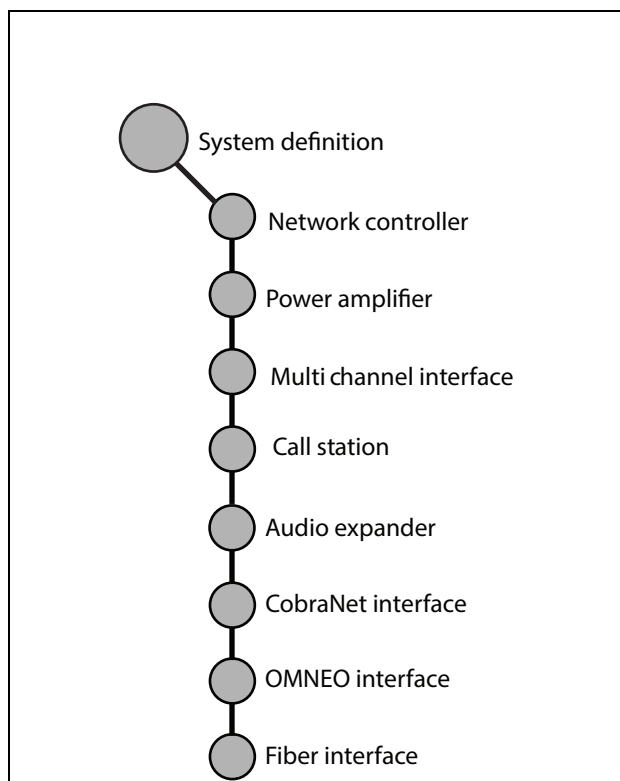 System definition
Network controller
Power amplifier
Multi channel interface
Call station
Audio expander
CobraNet interface
OMNEO interface
Fiber interface